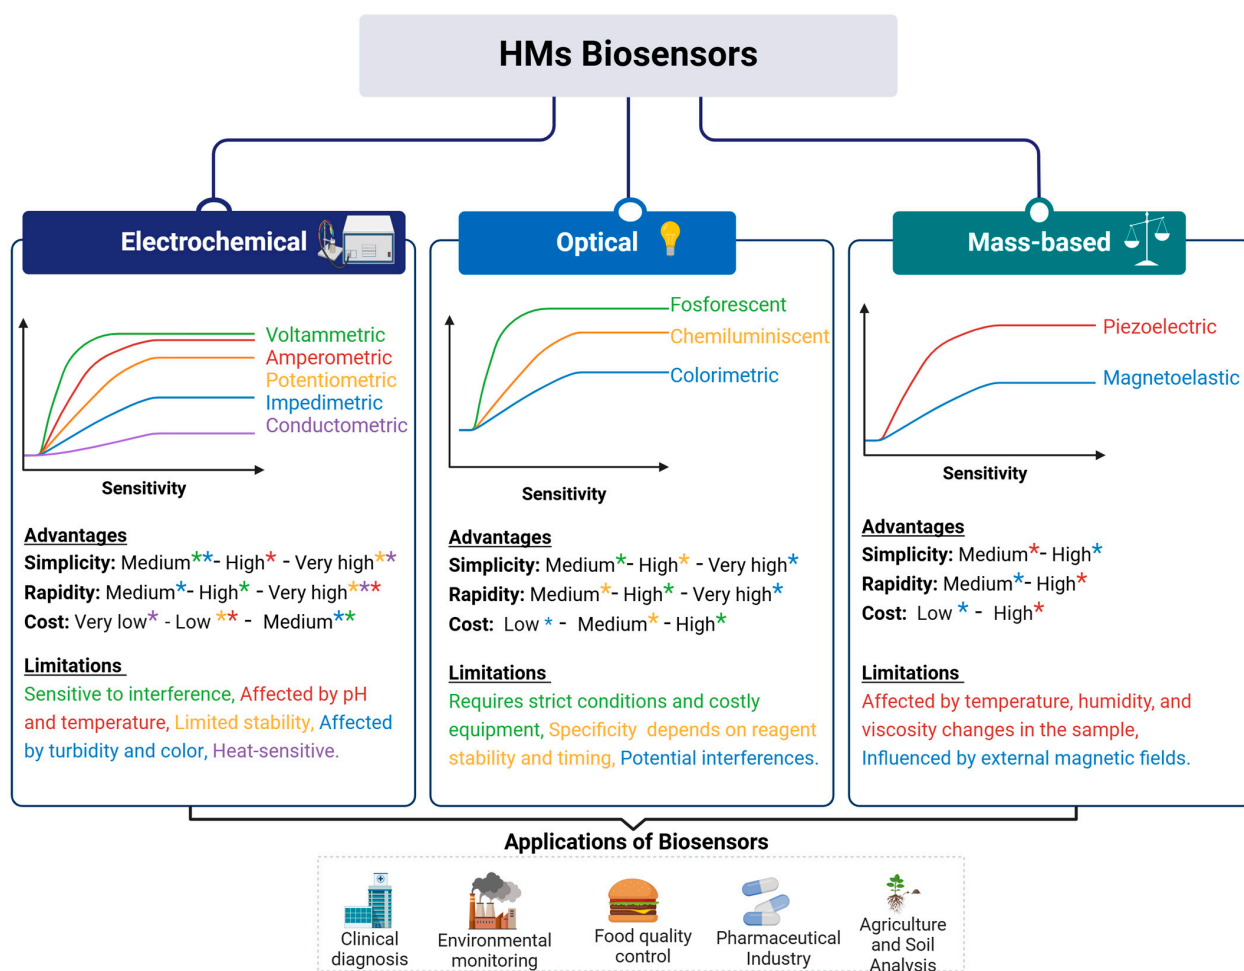 HMs Biosensors
Electrochemical
Voltammetric
Amperometric
Potentiometric
Impedimetric
Conductometric
Sensitivity
Advantages
Simplicity: Medium**- High* - Very high**
Rapidity: Medium*- High* - Very high***
Cost: Very low* - Low ** - Medium**
Limitations
Sensitive to interference, Affected by pH
and temperature, Limited stability, Affected
by turbidity and color, Heat-sensitive.
Optical
Fosforescent
Chemiluminiscent
Colorimetric
Sensitivity
Advantages
Simplicity: Medium*- High* - Very high*
Rapidity: Medium*- High* - Very high*
Cost: Low * - Medium* - High*
Limitations
Requires strict conditions and costly
equipment, Specificity depends on reagent
stability and timing, Potential interferences.
Mass-based
Piezoelectric
Magnetoelastic
Sensitivity
Advantages
Simplicity: Medium*- High*
Rapidity: Medium*- High*
Cost: Low * - High*
Limitations
Affected by temperature, humidity, and
viscosity changes in the sample,
Influenced by external magnetic fields.
Applications of Biosensors
Clinical
diagnosis
Environmental
monitoring
Food quality
control
Pharmaceutical
Industry
Agriculture
and Soil
Analysis